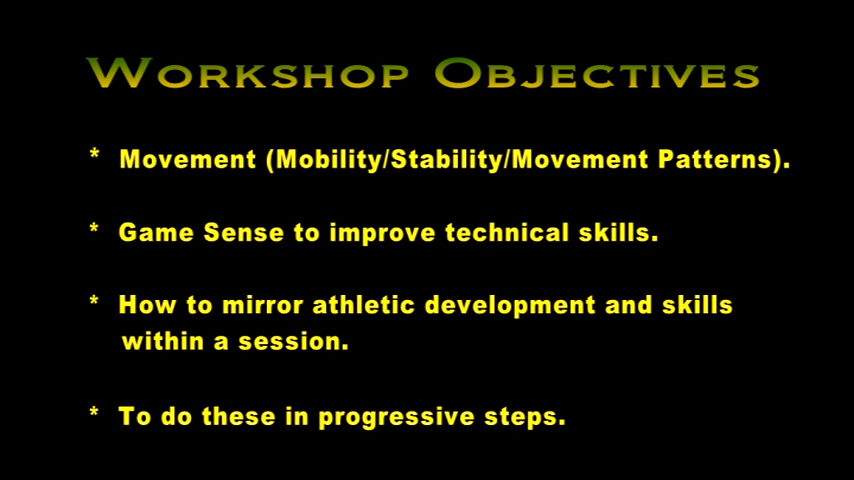 WORKSHOP OBJECTIVES
* Movement (Mobility/Stability/Movement Patterns).
* Game Sense to improve technical skills.
* How to mirror athletic development and skills
within a session.
* To do these in progressive steps.